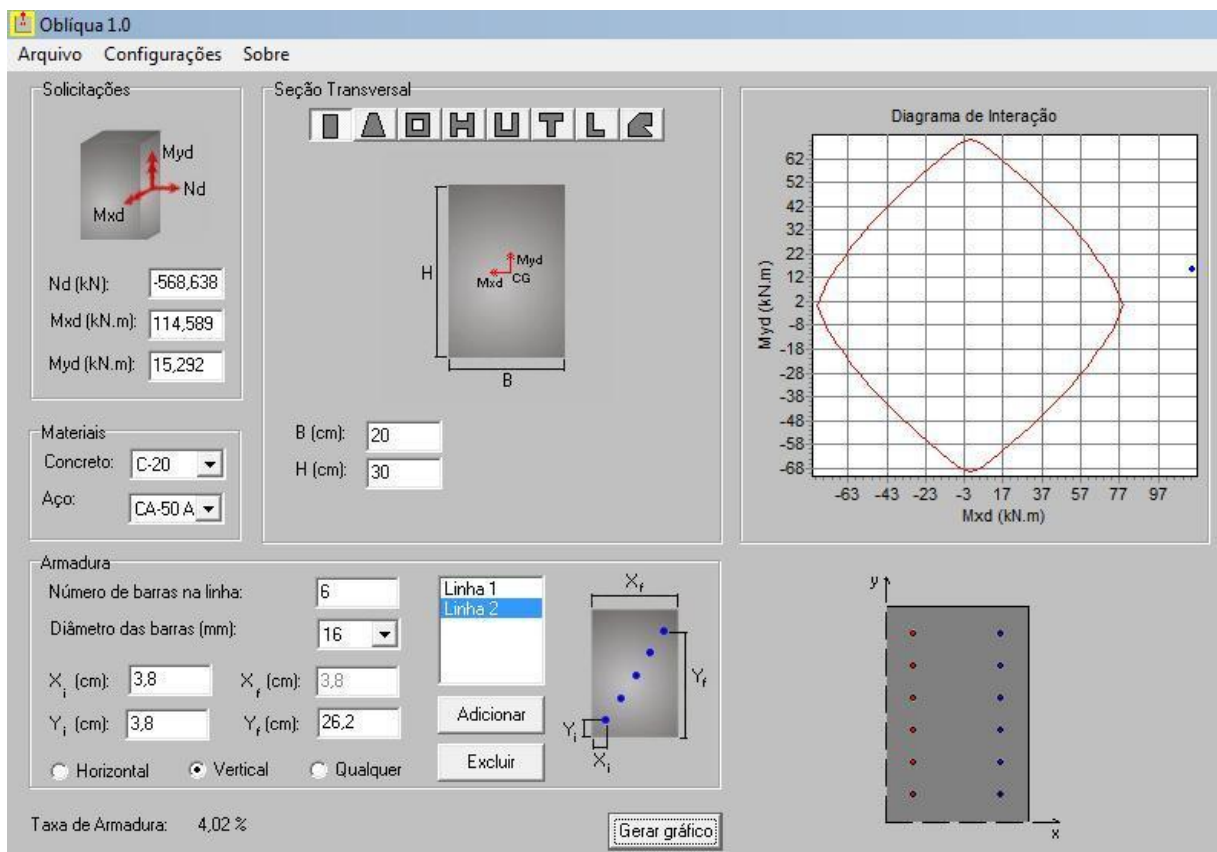 Oblíqua 1.0
Arquivo Configurações Sobre
Solicitações
Myd
Nd
Mxd
Nd (kN): -568,638
Mxd (kN.m): 114,589
Myd (kN.m): 15,292
Materiais
Concreto: C-20
Aço: CA-50 A
Seção Transversal
H
Myd
Mxd CG
B
B (cm): 20
H (cm): 30
Diagrama de Interação
Myd (kN.m)
62
52
42
32
22
12
2
-8
-18
-28
-38
-48
-58
-68
-63 -43 -23 -3 17 37 57 77 97
Mxd (kN.m)
Armadura
Número de barras na linha: 6
Diâmetro das barras (mm): 16
Xi (cm): 3,8 Xf (cm): 3,8
Yi (cm): 3,8 Yf (cm): 26,2
Horizontal Vertical Qualquer
Linha 1
Linha 2
Adicionar
Excluir
Xf
Yf
Yi
Xi
Taxa de Armadura: 4,02 %
Gerar gráfico
y
x